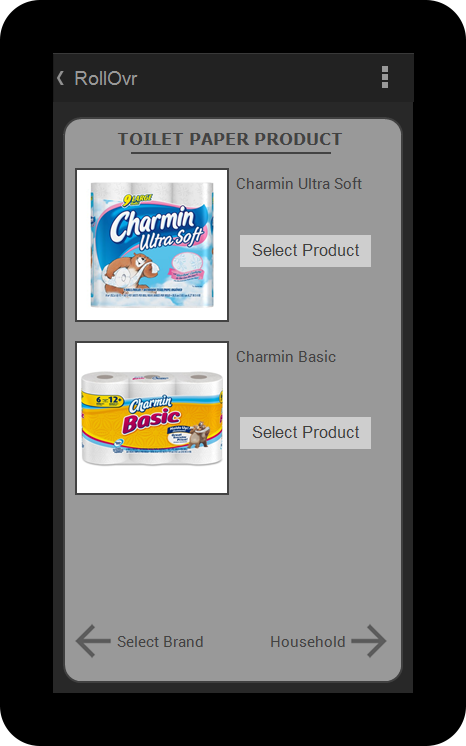 RollOvr
TOILET PAPER PRODUCT
9 LARGE
Charmin
Ultra Soft
Charmin Ultra Soft
Select Product
6 12+
Charmin
Basic
Charmin Basic
Select Product
Select Brand
Household